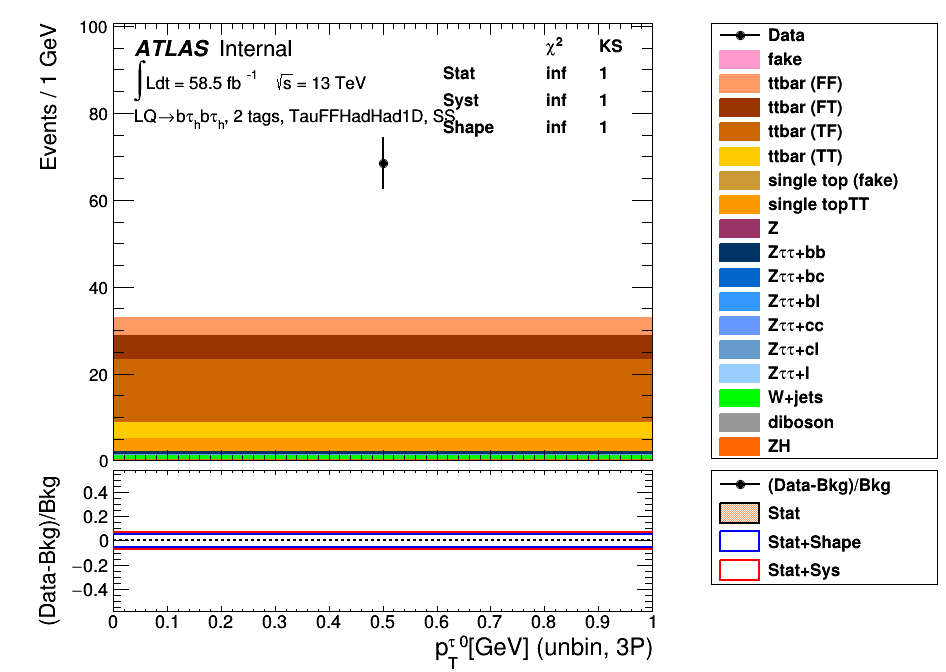 Events / 1 GeV
100
80
60
40
20
0
ATLAS Internal
∫Ldt = 58.5 fb⁻¹ √s = 13 TeV
LQ→bτ_h bτ_h, 2 tags, TauFFHadHad1D, SS
χ² KS
Stat inf 1
Syst inf 1
Shape inf 1
(Data-Bkg)/Bkg
0.4
0.2
0
−0.2
−0.4
0 0.1 0.2 0.3 0.4 0.5 0.6 0.7 0.8 0.9 1
p_T^τ 0[GeV] (unbin, 3P)
Data
fake
ttbar (FF)
ttbar (FT)
ttbar (TF)
ttbar (TT)
single top (fake)
single topTT
Z
Zττ+bb
Zττ+bc
Zττ+bl
Zττ+cc
Zττ+cl
Zττ+l
W+jets
diboson
ZH
(Data-Bkg)/Bkg
Stat
Stat+Shape
Stat+Sys